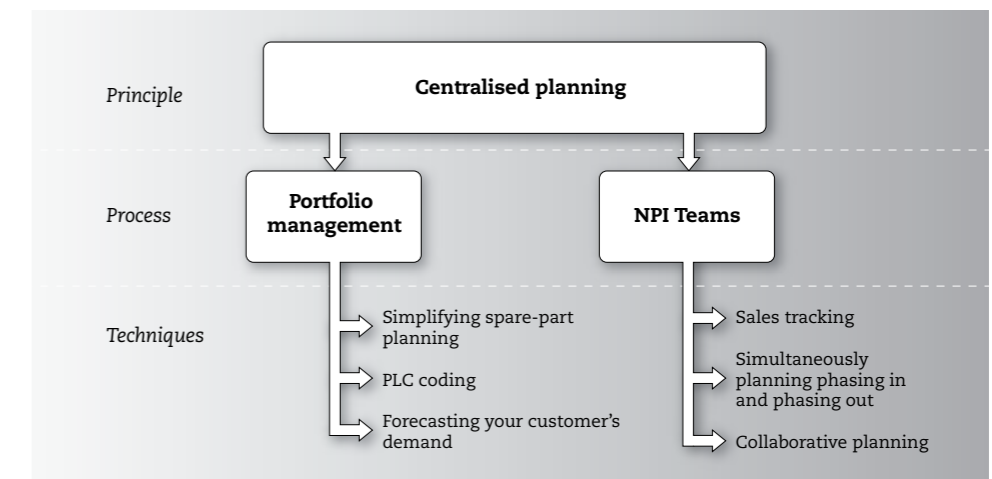 Principle
Centralised planning
Process
Portfolio
management
NPI Teams
Techniques
Simplifying spare-part
planning
PLC coding
Forecasting your customer’s
demand
Sales tracking
Simultaneously
planning phasing in
and phasing out
Collaborative planning